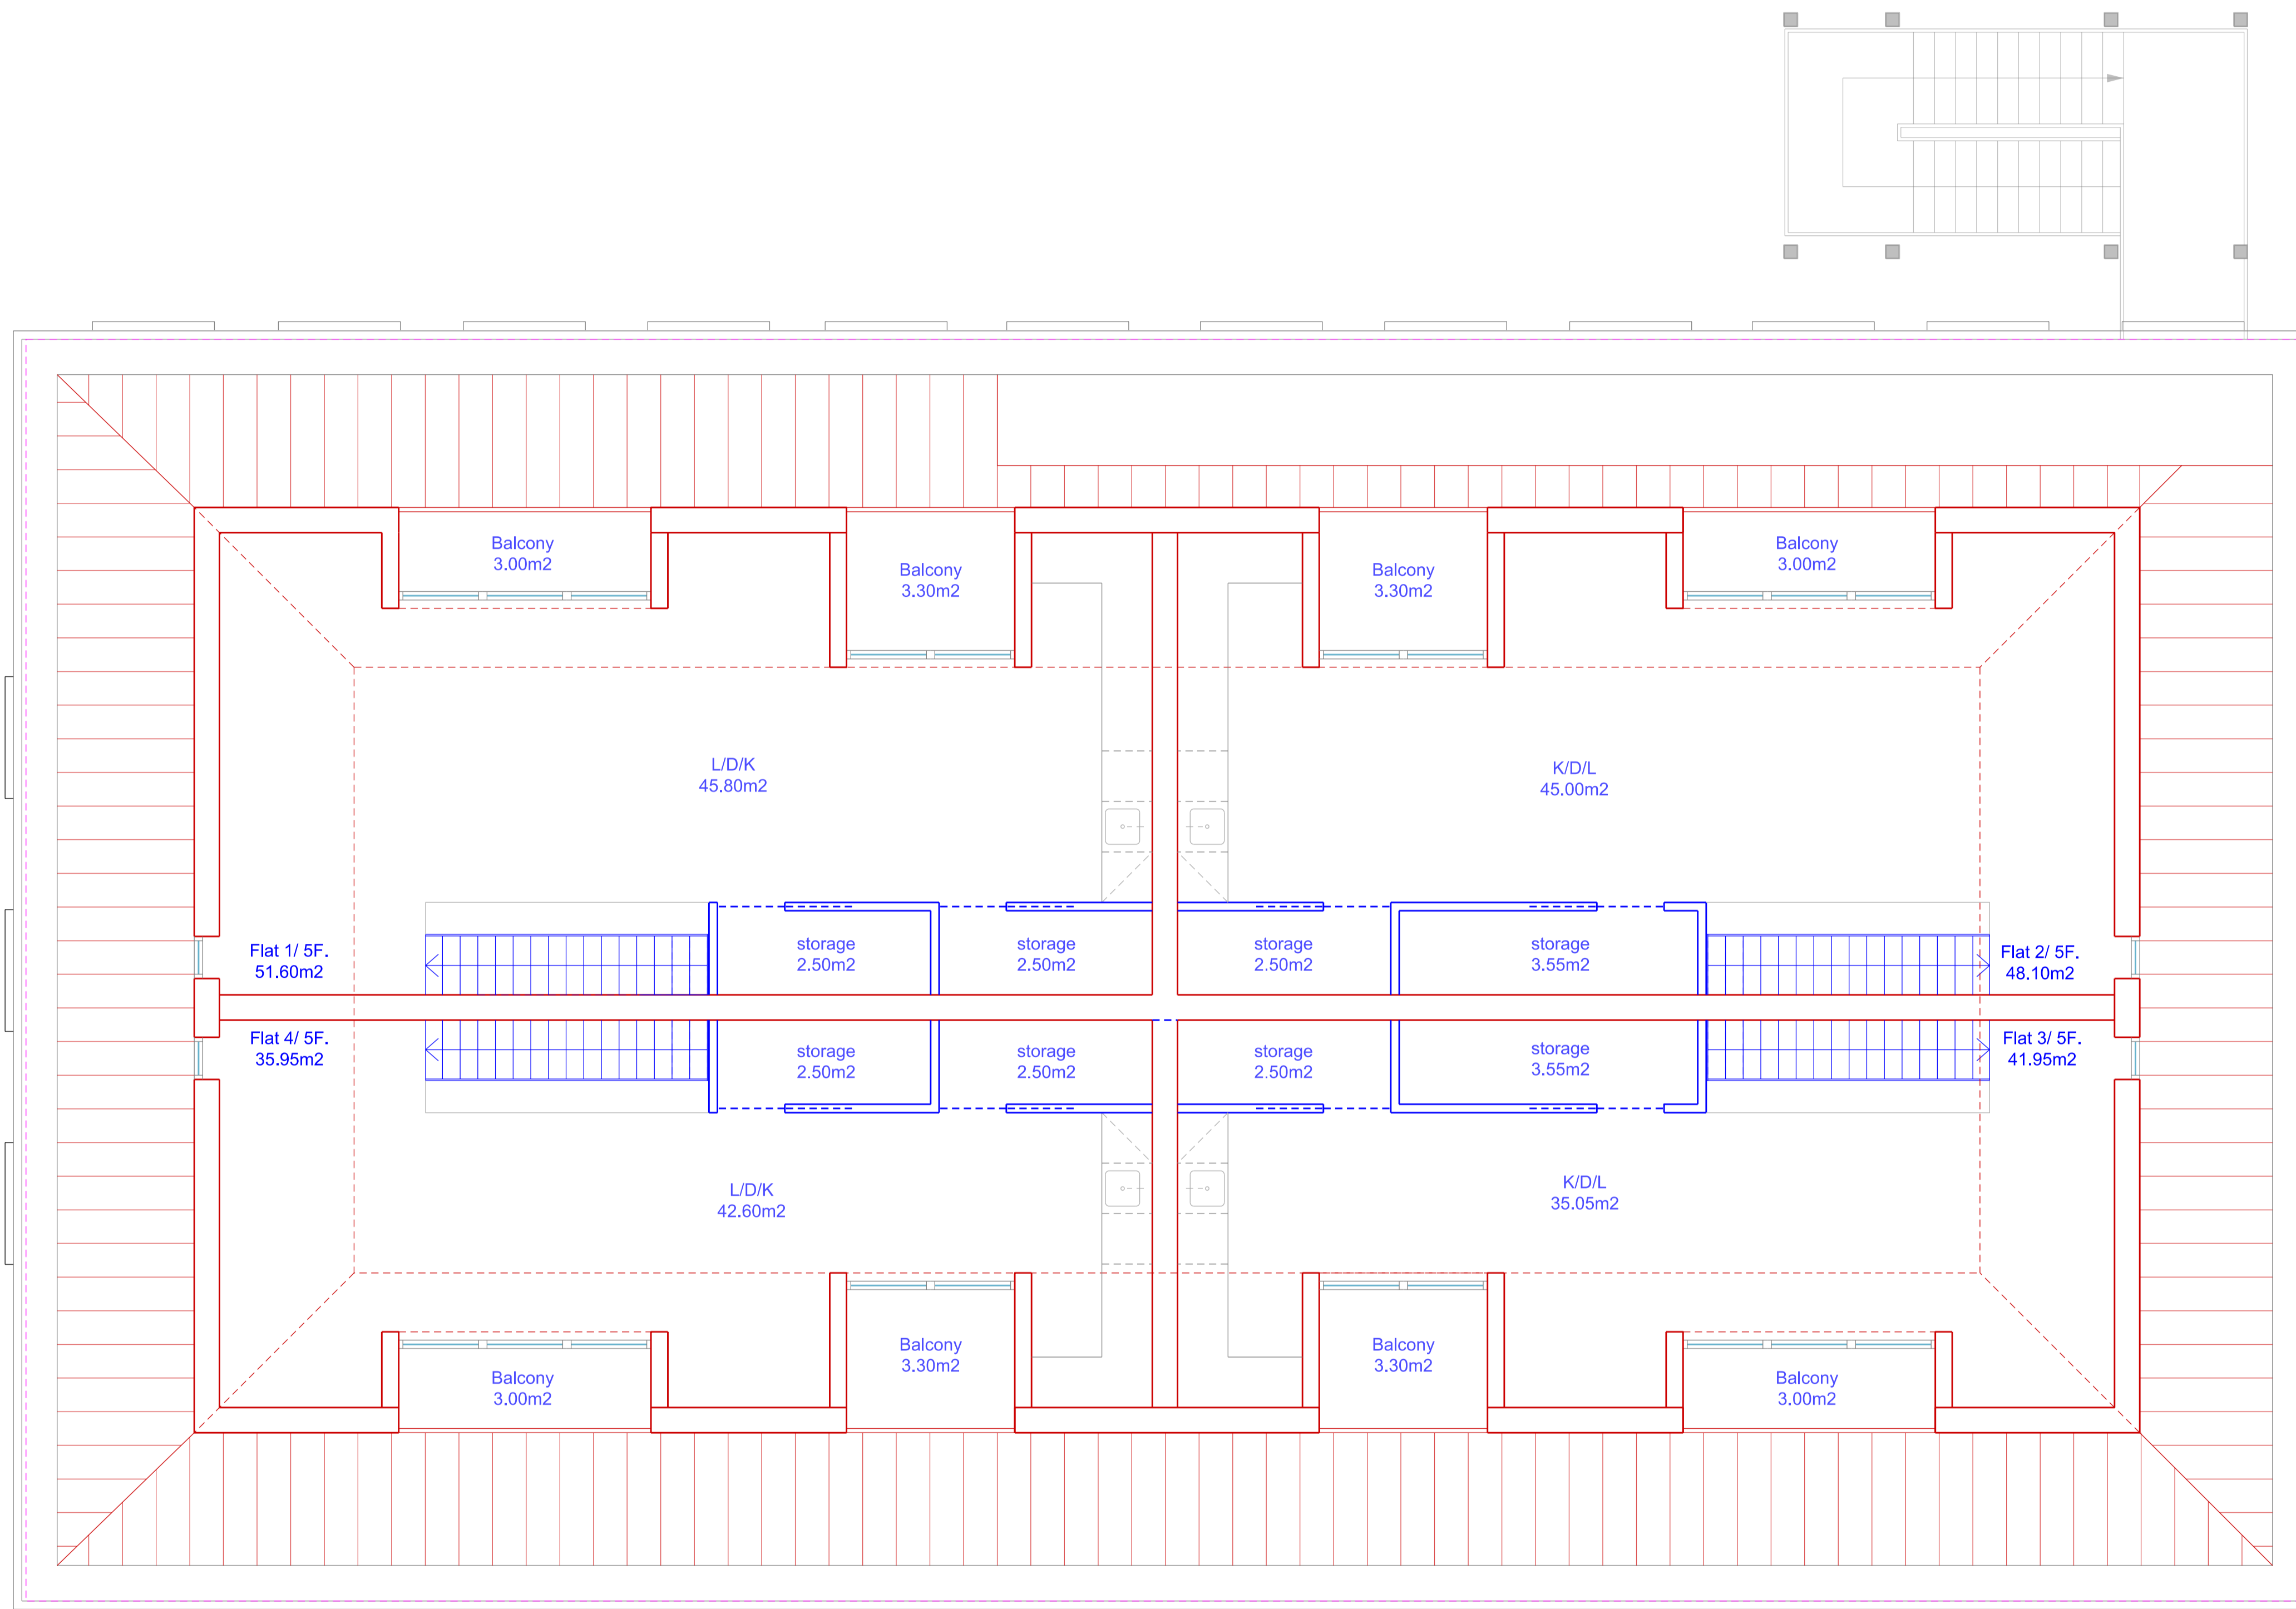 Balcony
3.00m2
Balcony
3.30m2
Balcony
3.30m2
Balcony
3.00m2
L/D/K
45.80m2
K/D/L
45.00m2
Flat 1/ 5F.
51.60m2
storage
2.50m2
storage
2.50m2
storage
2.50m2
storage
3.55m2
Flat 2/ 5F.
48.10m2
Flat 4/ 5F.
35.95m2
storage
2.50m2
storage
2.50m2
storage
2.50m2
storage
3.55m2
Flat 3/ 5F.
41.95m2
L/D/K
42.60m2
K/D/L
35.05m2
Balcony
3.00m2
Balcony
3.30m2
Balcony
3.30m2
Balcony
3.00m2